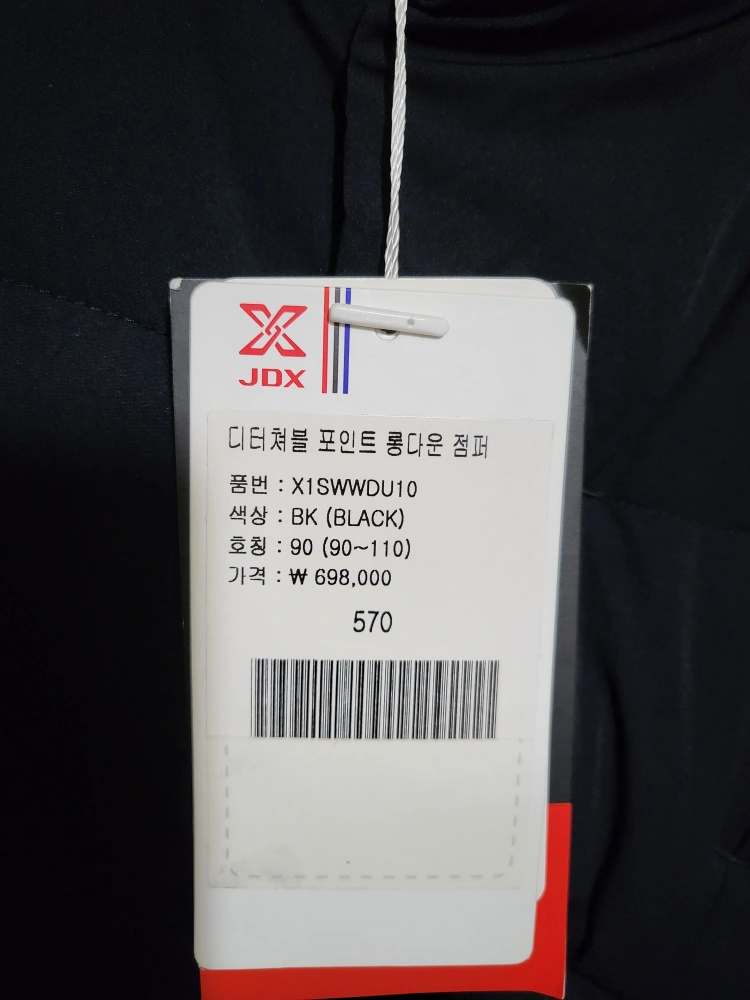 JDX
디터쳐블 포인트 롱다운 점퍼
품번 : X1SWWDU10
색상 : BK (BLACK)
호칭 : 90 (90~110)
가격 : ₩ 698,000
570